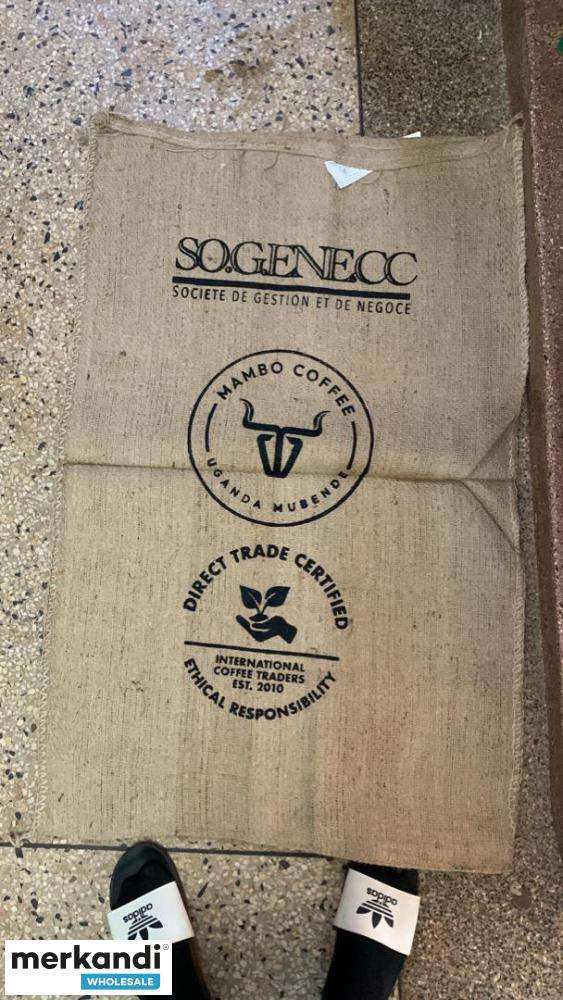 SO.GE.NE.CC
SOCIETE DE GESTION ET DE NEGOCE
MAMBO COFFEE
UGANDA MUBENDE
DIRECT TRADE CERTIFIED
INTERNATIONAL
COFFEE TRADERS
EST. 2010
ETHICAL RESPONSIBILITY
adidas
adidas
merkandi®
WHOLESALE